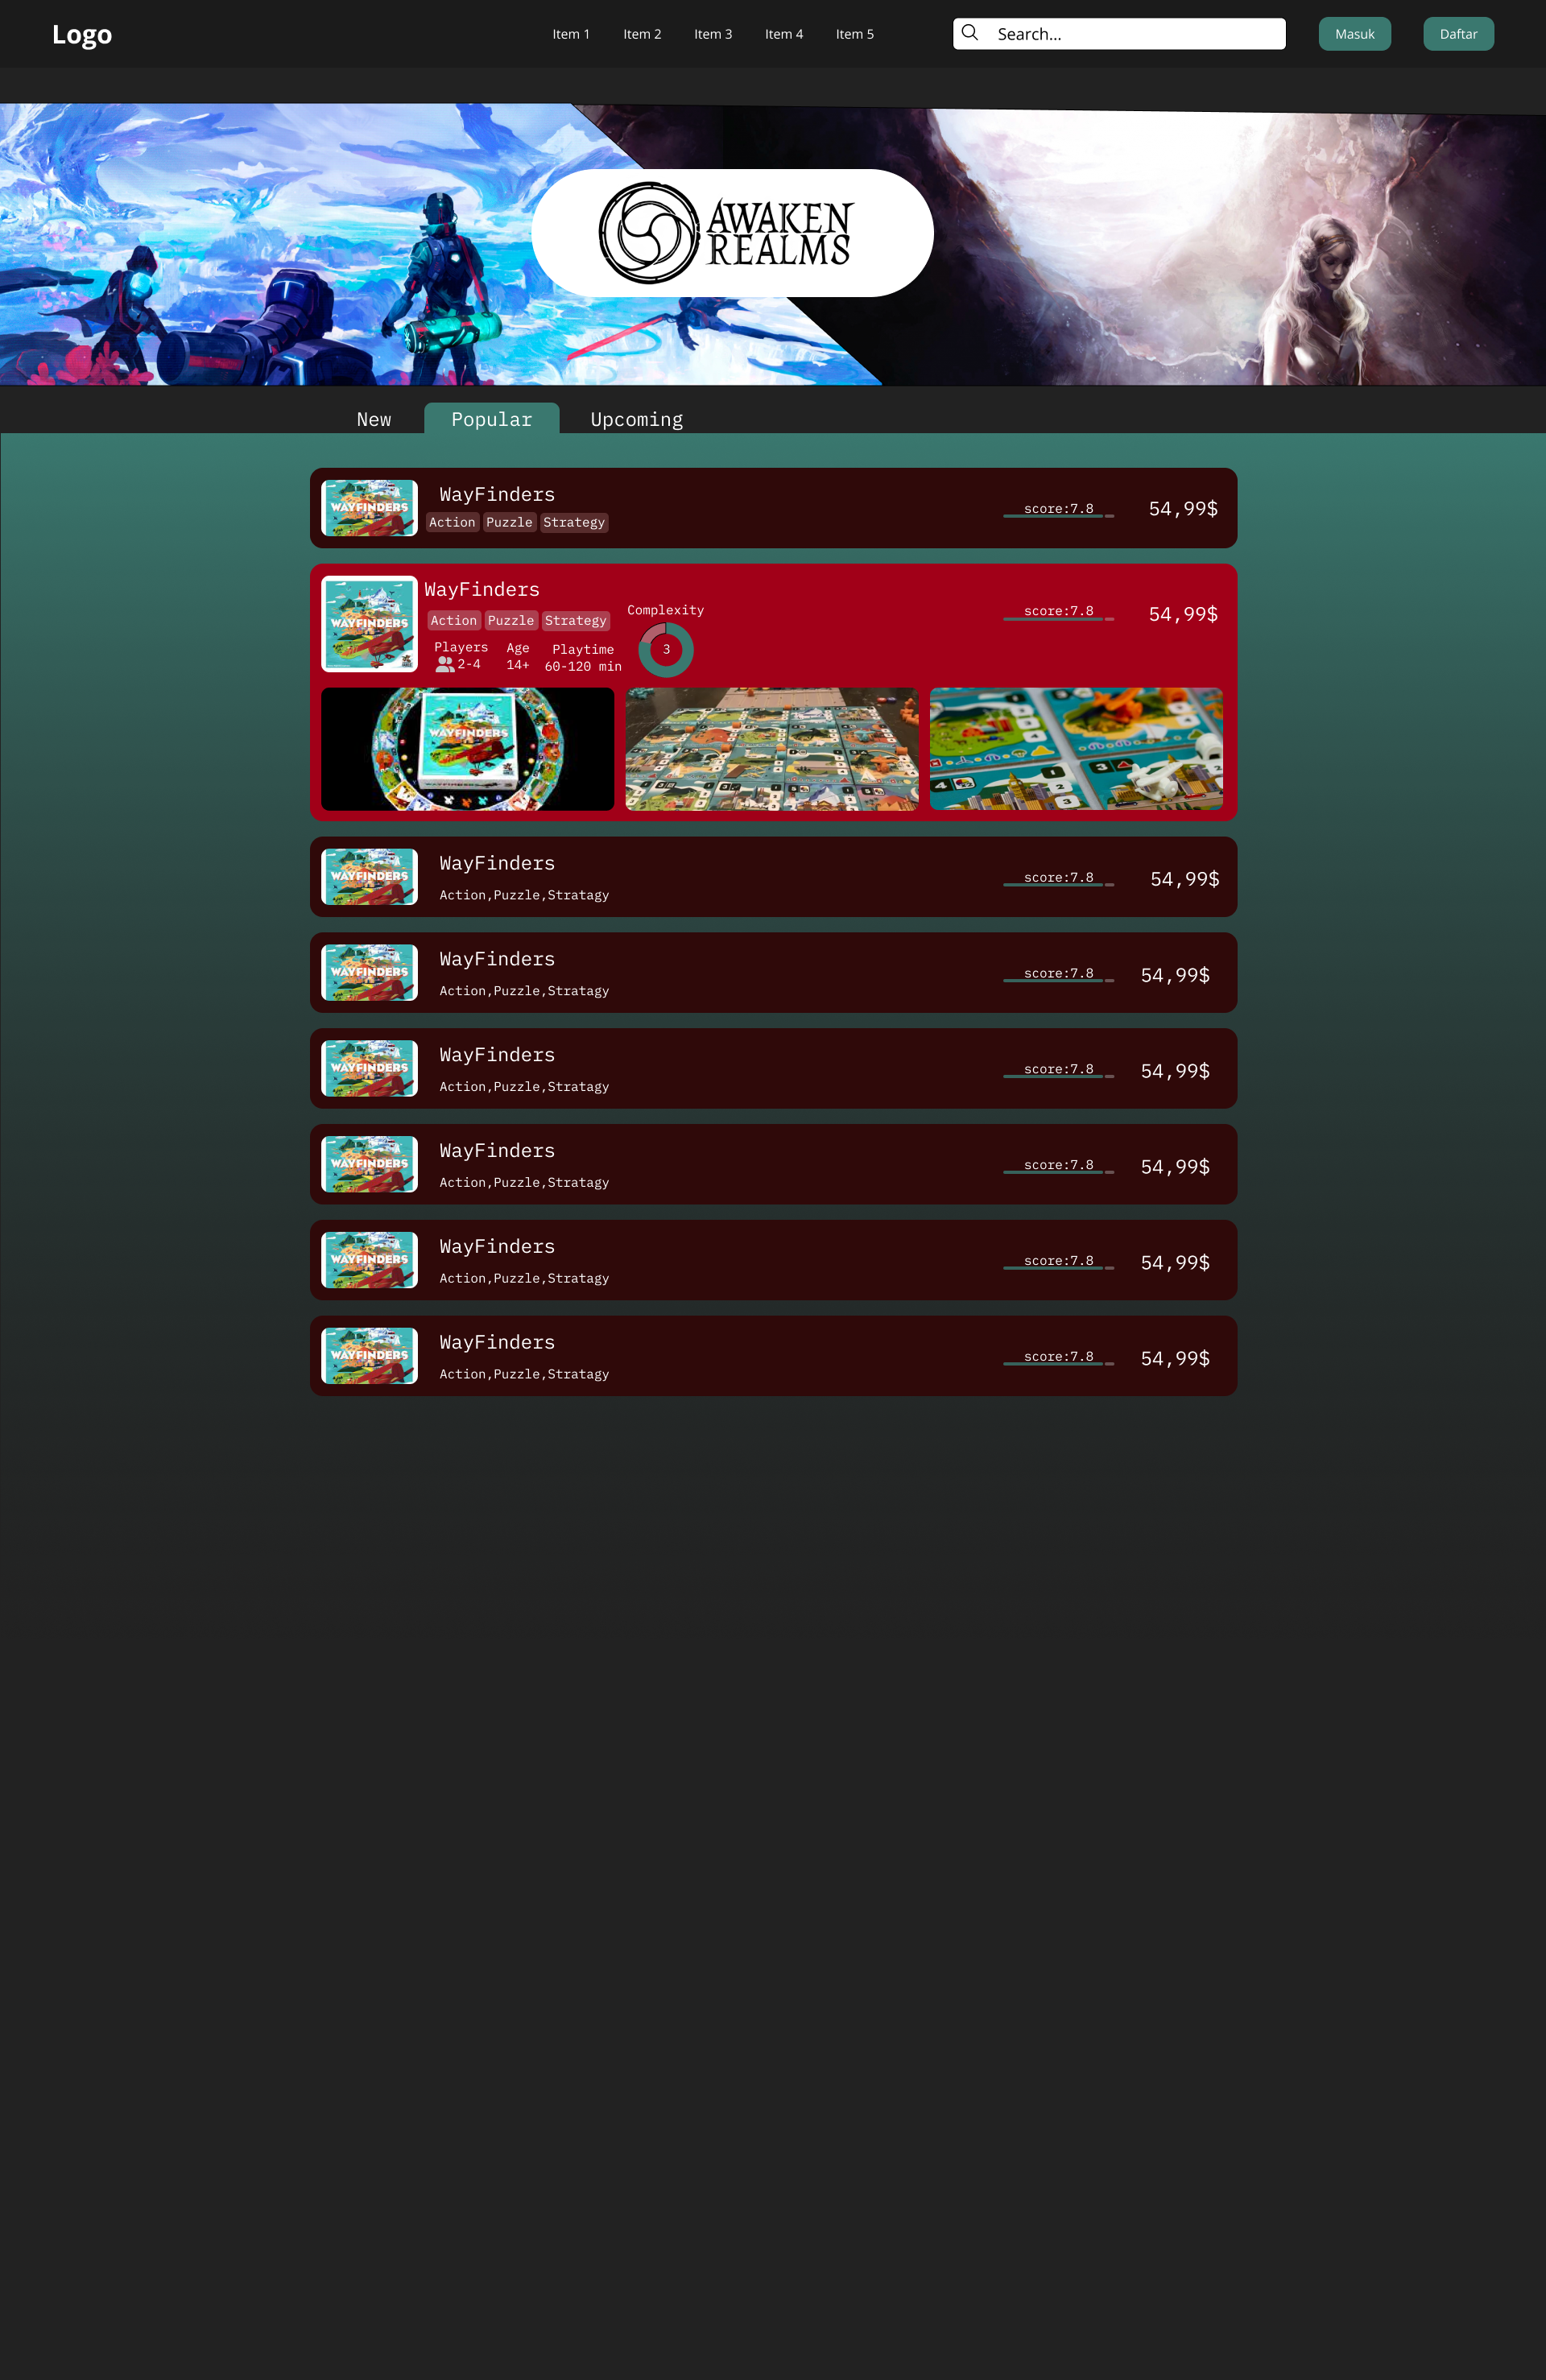 Logo
Item 1
Item 2
Item 3
Item 4
Item 5
Search...
Masuk
Daftar
AWAKEN
REALMS
New
Popular
Upcoming
WAYFINDERS
WayFinders
Action
Puzzle
Strategy
score:7.8
54,99$
WayFinders
Action
Puzzle
Strategy
Complexity
3
Players
2-4
Age
14+
Playtime
60-120 min
score:7.8
54,99$
WAYFINDERS
WAYFINDERS
WayFinders
Action,Puzzle,Stratagy
score:7.8
54,99$
WAYFINDERS
WayFinders
Action,Puzzle,Stratagy
score:7.8
54,99$
WAYFINDERS
WayFinders
Action,Puzzle,Stratagy
score:7.8
54,99$
WAYFINDERS
WayFinders
Action,Puzzle,Stratagy
score:7.8
54,99$
WAYFINDERS
WayFinders
Action,Puzzle,Stratagy
score:7.8
54,99$
WAYFINDERS
WayFinders
Action,Puzzle,Stratagy
score:7.8
54,99$